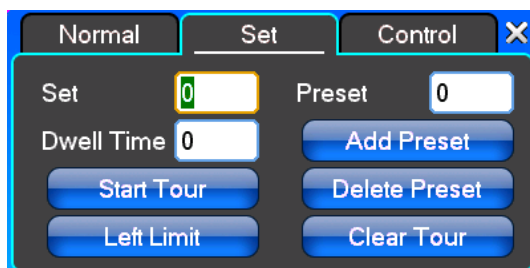 Normal Set Control
Set 0 Preset 0
Dwell Time 0 Add Preset
Start Tour Delete Preset
Left Limit Clear Tour